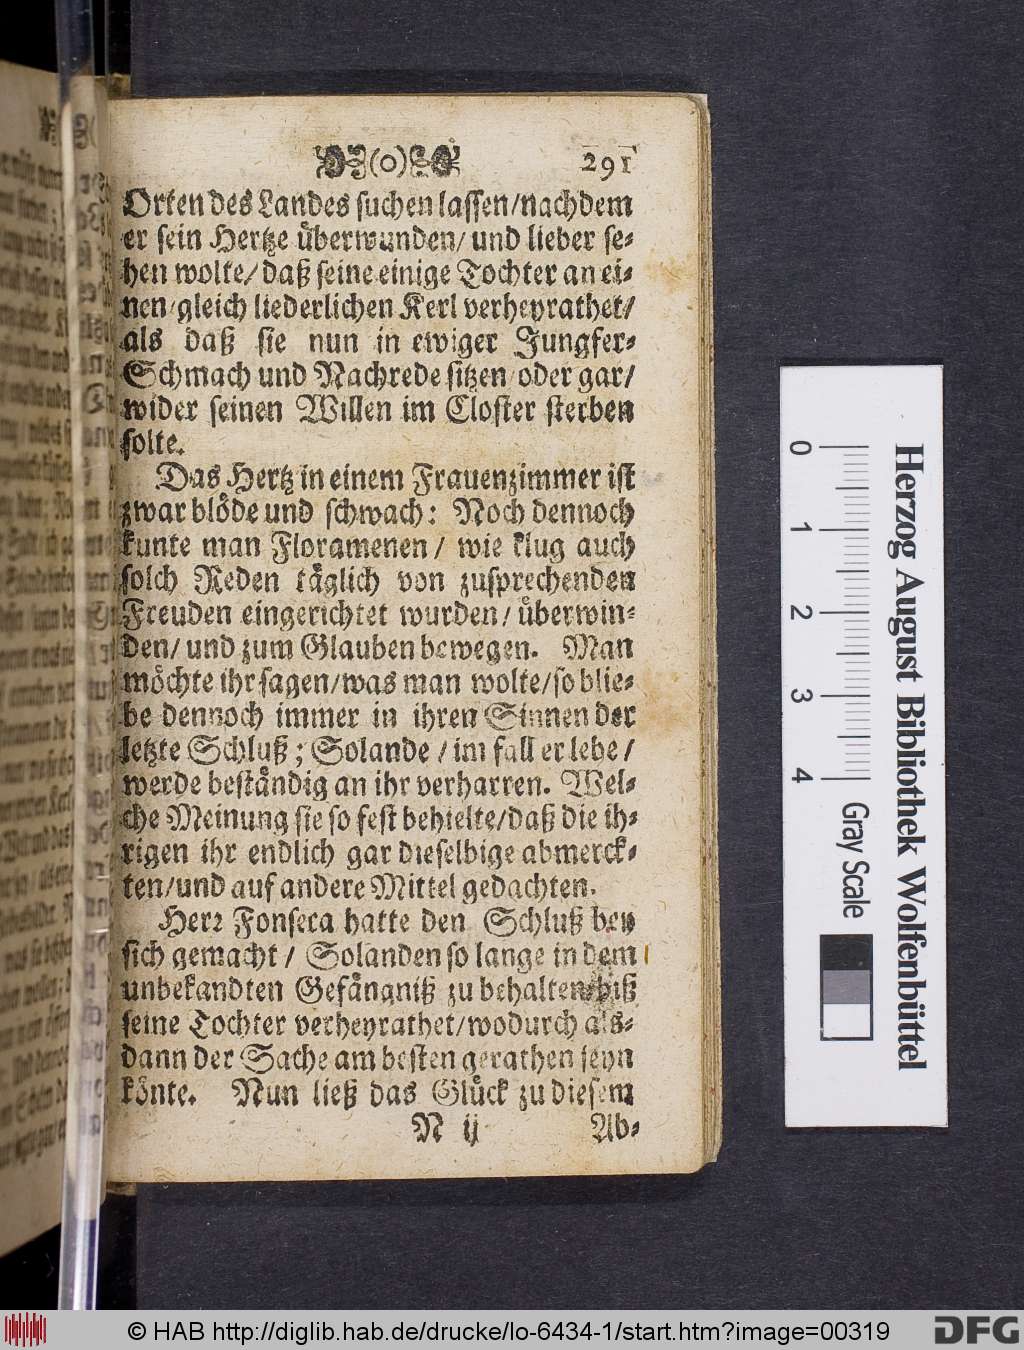 (o) 291
Orten des Landes suchen lassen/nachdem
er sein Hertze überwunden/ und lieber se-
hen wolte/ daß seine einige Tochter an ei-
nen gleich liederlichen Kerl verheyrathet/
als daß sie nun in ewiger Jungfer-
Schmach und Nachrede sitzen oder gar/
wider seinen Willen im Closter sterben
solte.
Das Hertz in einem Frauenzimmer ist
zwar blöde und schwach: Noch dennoch
kunte man Floramenen / wie klug auch
solch Reden täglich von zusprechenden
Freuden eingerichtet wurden/ überwin-
den/ und zum Glauben bewegen. Man
möchte ihr sagen/was man wolte/so blie-
be dennoch immer in ihren Sinnen der
letzte Schluß; Solande / im fall er lebe /
werde beständig an ihr verharren. Wel-
che Meinung sie so fest behielte/daß die ih-
rigen ihr endlich gar dieselbige abmerck-
ten/und auf andere Mittel gedachten.
Herr Fonseca hatte den Schluß bey
sich gemacht / Solanden so lange in dem
unbekandten Gefängniß zu behalten/ biß
seine Tochter verheyrathet/wodurch als-
dann der Sache am besten gerathen seyn
könte. Nun ließ das Glück zu diesem
N ij Ab-
0 1 2 3 4 Gray Scale
Herzog August Bibliothek Wolfenbüttel
© HAB http://diglib.hab.de/drucke/lo-6434-1/start.htm?image=00319
DFG